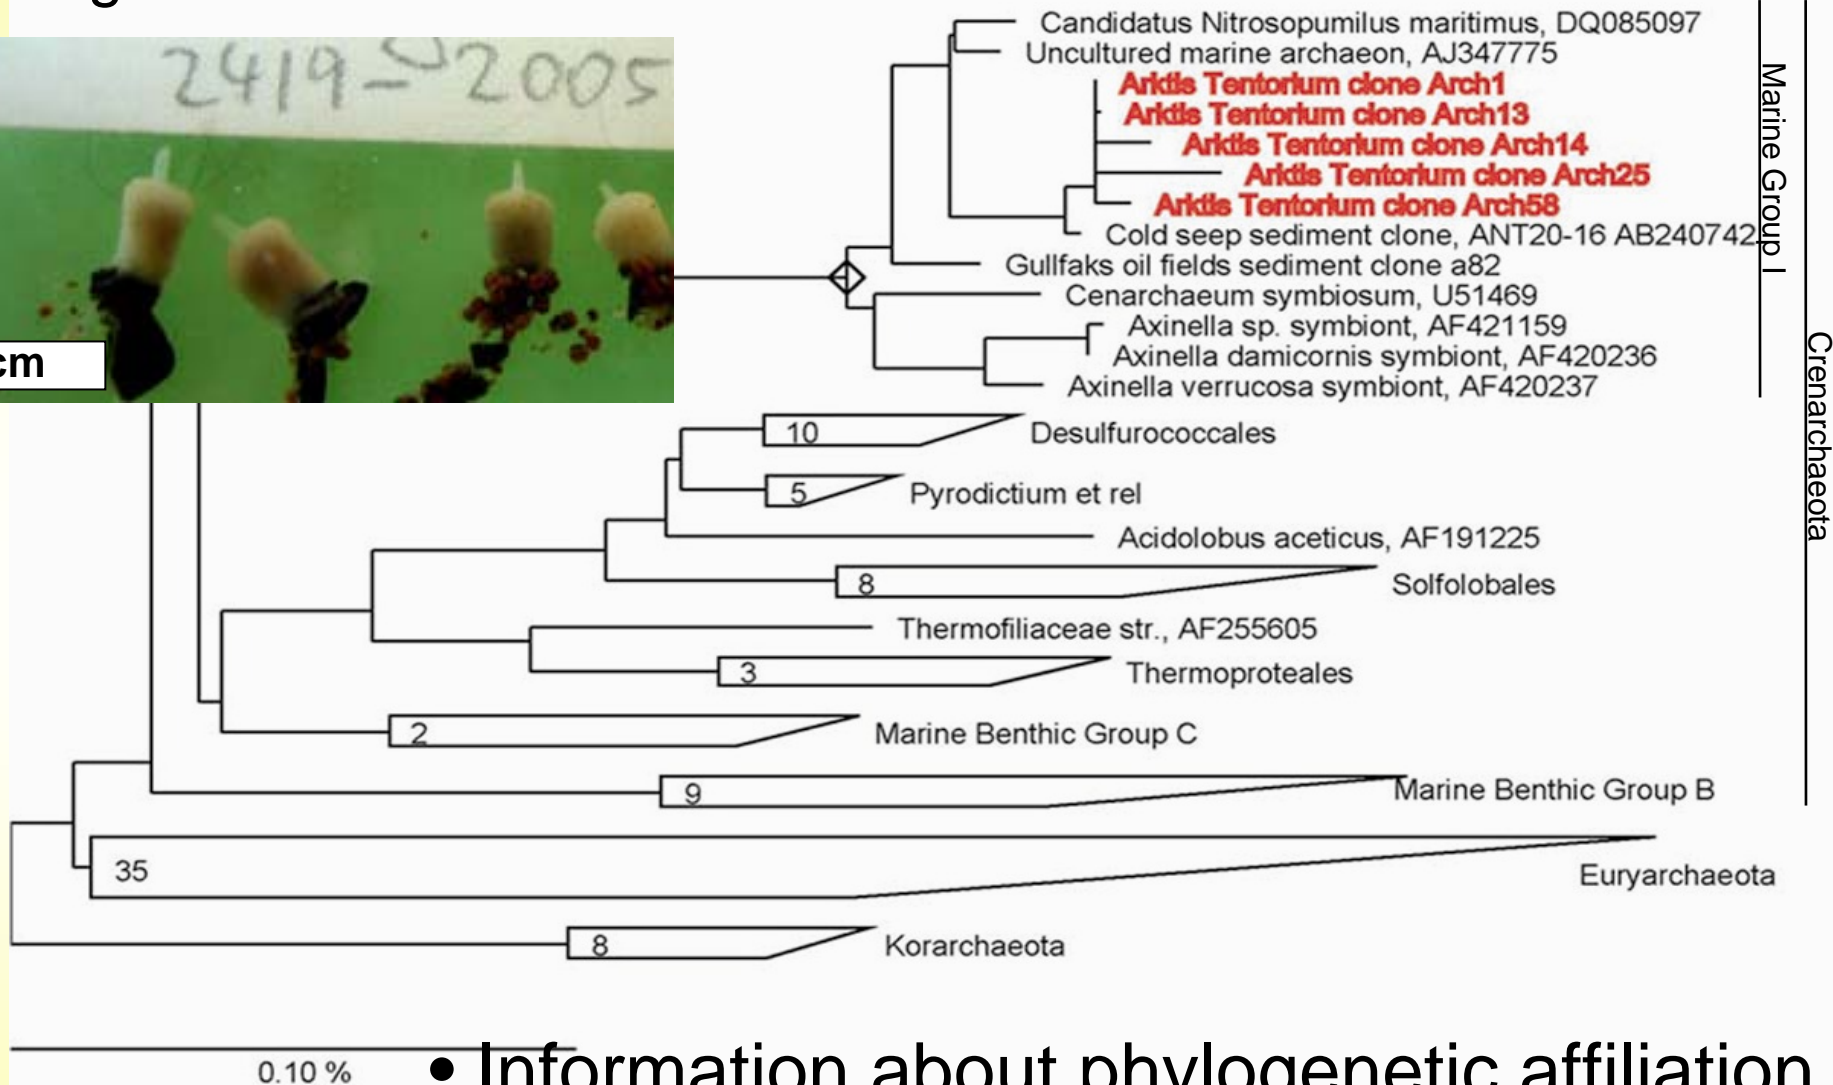 2419 - 2005
cm
Candidatus Nitrosopumilus maritimus, DQ085097
Uncultured marine archaeon, AJ347775
Arktis Tentorium clone Arch1
Arktis Tentorium clone Arch13
Arktis Tentorium clone Arch14
Arktis Tentorium clone Arch25
Arktis Tentorium clone Arch58
Cold seep sediment clone, ANT20-16 AB240742
Gullfaks oil fields sediment clone a82
Cenarchaeum symbiosum, U51469
Axinella sp. symbiont, AF421159
Axinella damicornis symbiont, AF420236
Axinella verrucosa symbiont, AF420237
Marine Group I
Crenarchaeota
10 Desulfurococcales
5 Pyrodictium et rel
Acidolobus aceticus, AF191225
8 Solfolobales
Thermofiliaceae str., AF255605
3 Thermoproteales
2 Marine Benthic Group C
9 Marine Benthic Group B
35 Euryarchaeota
8 Korarchaeota
0.10 %
• Information about phylogenetic affiliation